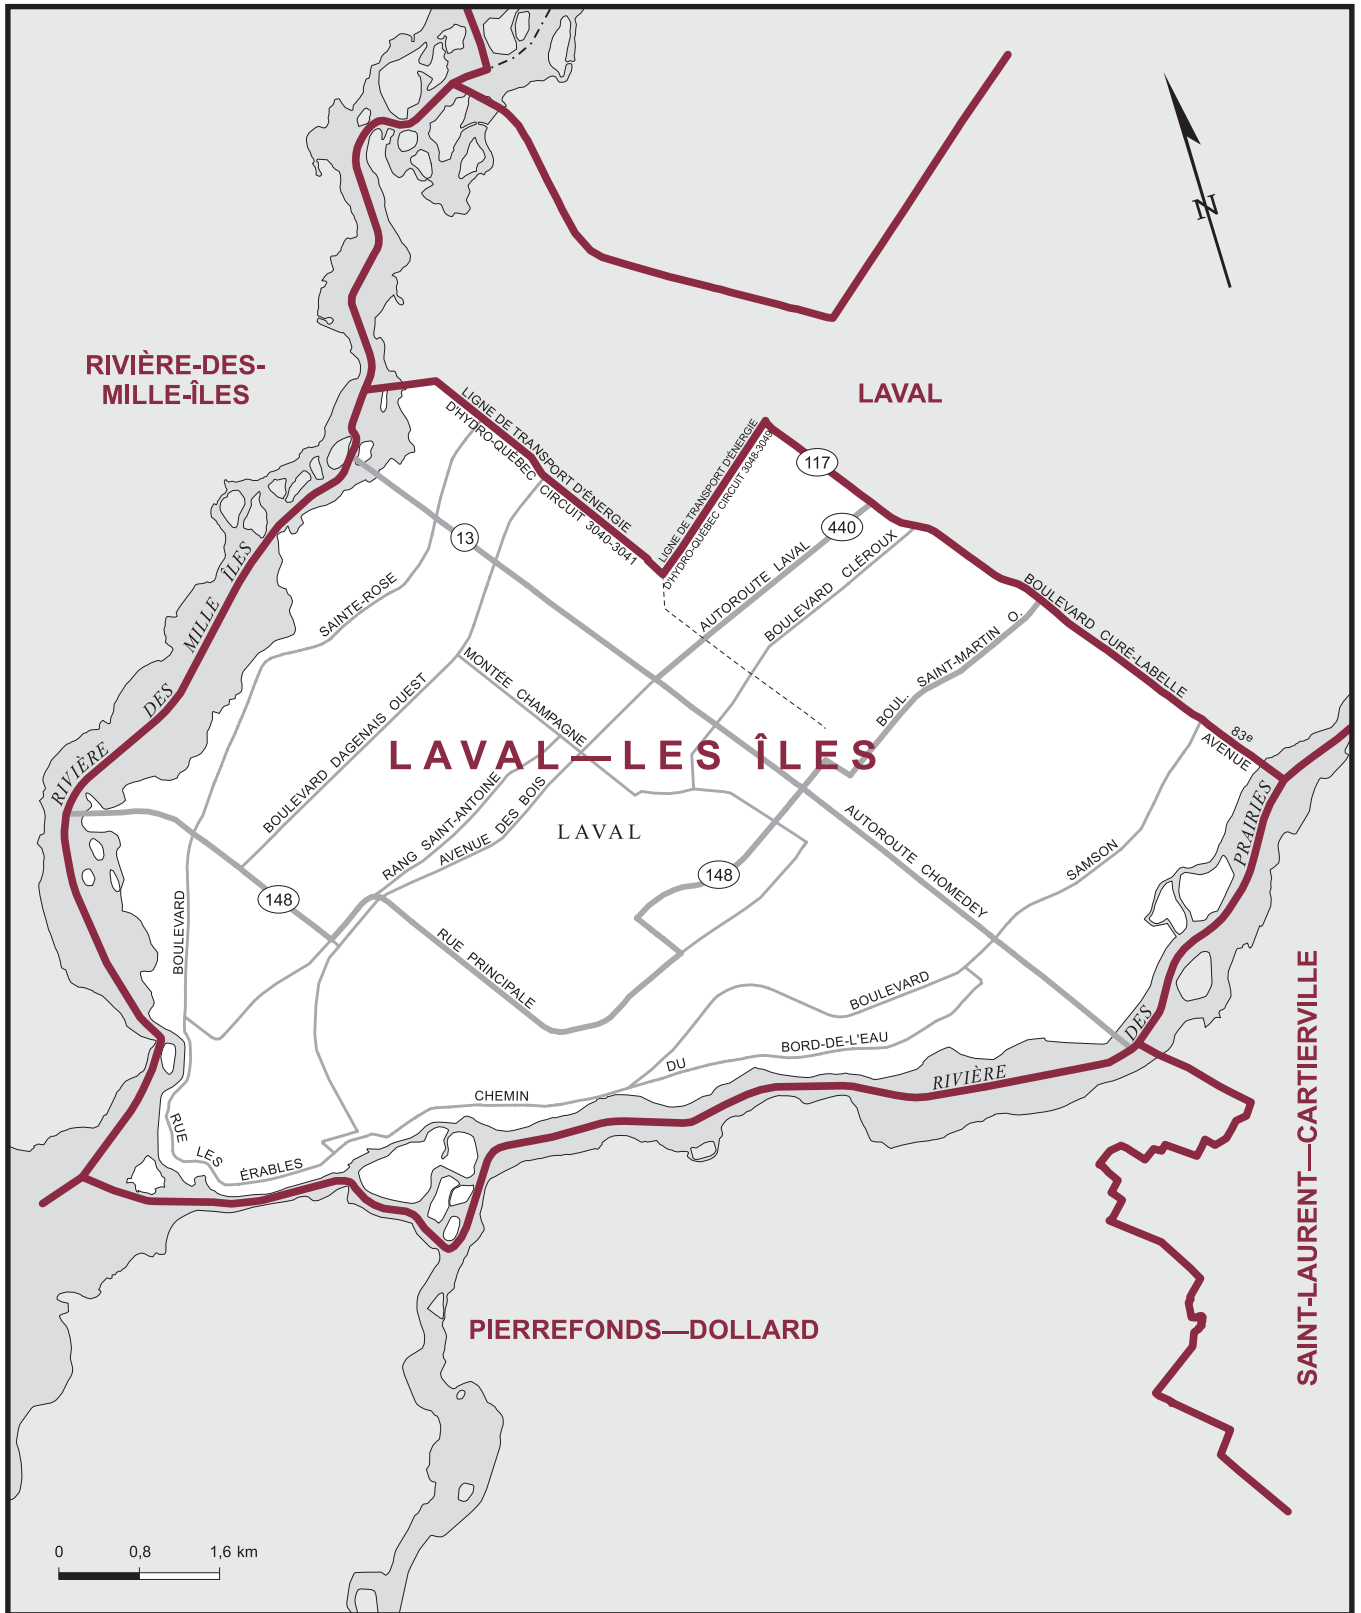 N
RIVIÈRE-DES-
MILLE-ÎLES
LAVAL
LIGNE DE TRANSPORT D'ÉNERGIE
D'HYDRO-QUÉBEC CIRCUIT 3040-3041
LIGNE DE TRANSPORT D'ÉNERGIE
D'HYDRO-QUÉBEC CIRCUIT 3048-3049
117
440
13
AUTOROUTE LAVAL
BOULEVARD CLÉROUX
BOULEVARD CURÉ-LABELLE
SAINTE-ROSE
BOUL. SAINT-MARTIN O.
RIVIÈRE DES MILLE ÎLES
MONTÉE CHAMPAGNE
BOULEVARD DAGENAIS OUEST
83e
AVENUE
LAVAL—LES ÎLES
RANG SAINT-ANTOINE
AVENUE DES BOIS
LAVAL
AUTOROUTE CHOMEDEY
SAMSON
148
148
BOULEVARD
RUE PRINCIPALE
BOULEVARD
RIVIÈRE DES PRAIRIES
CHEMIN DU BORD-DE-L'EAU
RUE LES ÉRABLES
SAINT-LAURENT—CARTIERVILLE
PIERREFONDS—DOLLARD
0 0,8 1,6 km